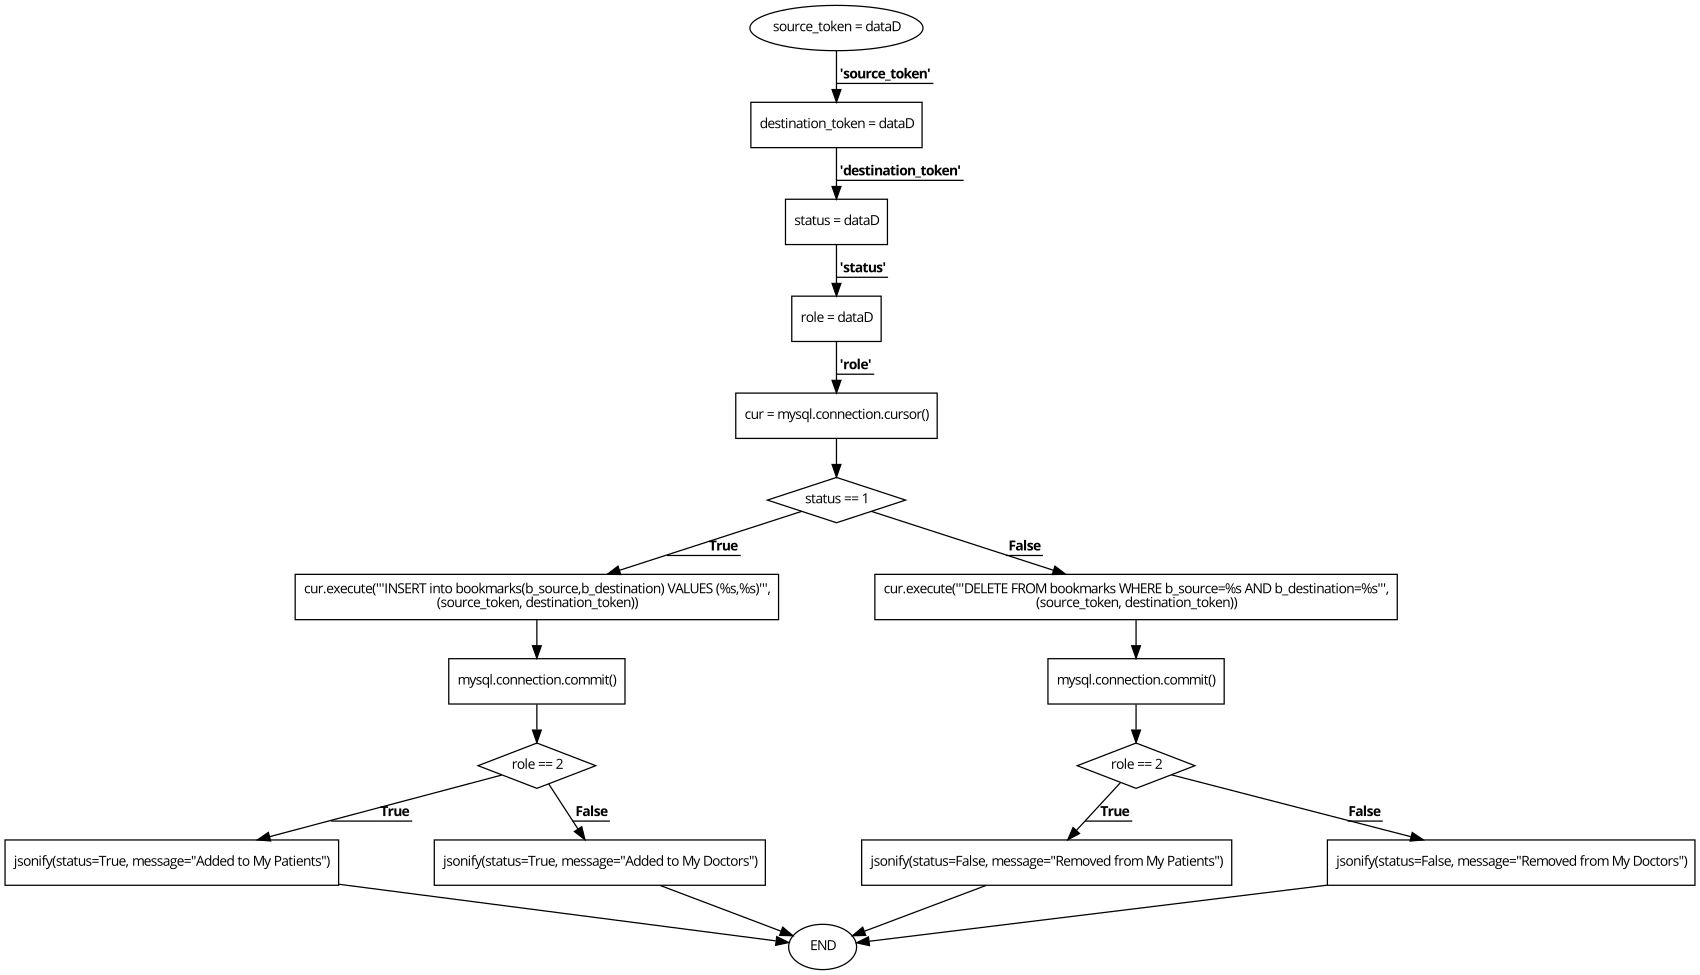 source_token = dataD
'source_token'
destination_token = dataD
'destination_token'
status = dataD
'status'
role = dataD
'role'
cur = mysql.connection.cursor()
status == 1
True
False
cur.execute('''INSERT into bookmarks(b_source,b_destination) VALUES (%s,%s)''',
(source_token, destination_token))
cur.execute('''DELETE FROM bookmarks WHERE b_source=%s AND b_destination=%s''',
(source_token, destination_token))
mysql.connection.commit()
mysql.connection.commit()
role == 2
role == 2
True
False
True
False
jsonify(status=True, message="Added to My Patients")
jsonify(status=True, message="Added to My Doctors")
jsonify(status=False, message="Removed from My Patients")
jsonify(status=False, message="Removed from My Doctors")
END